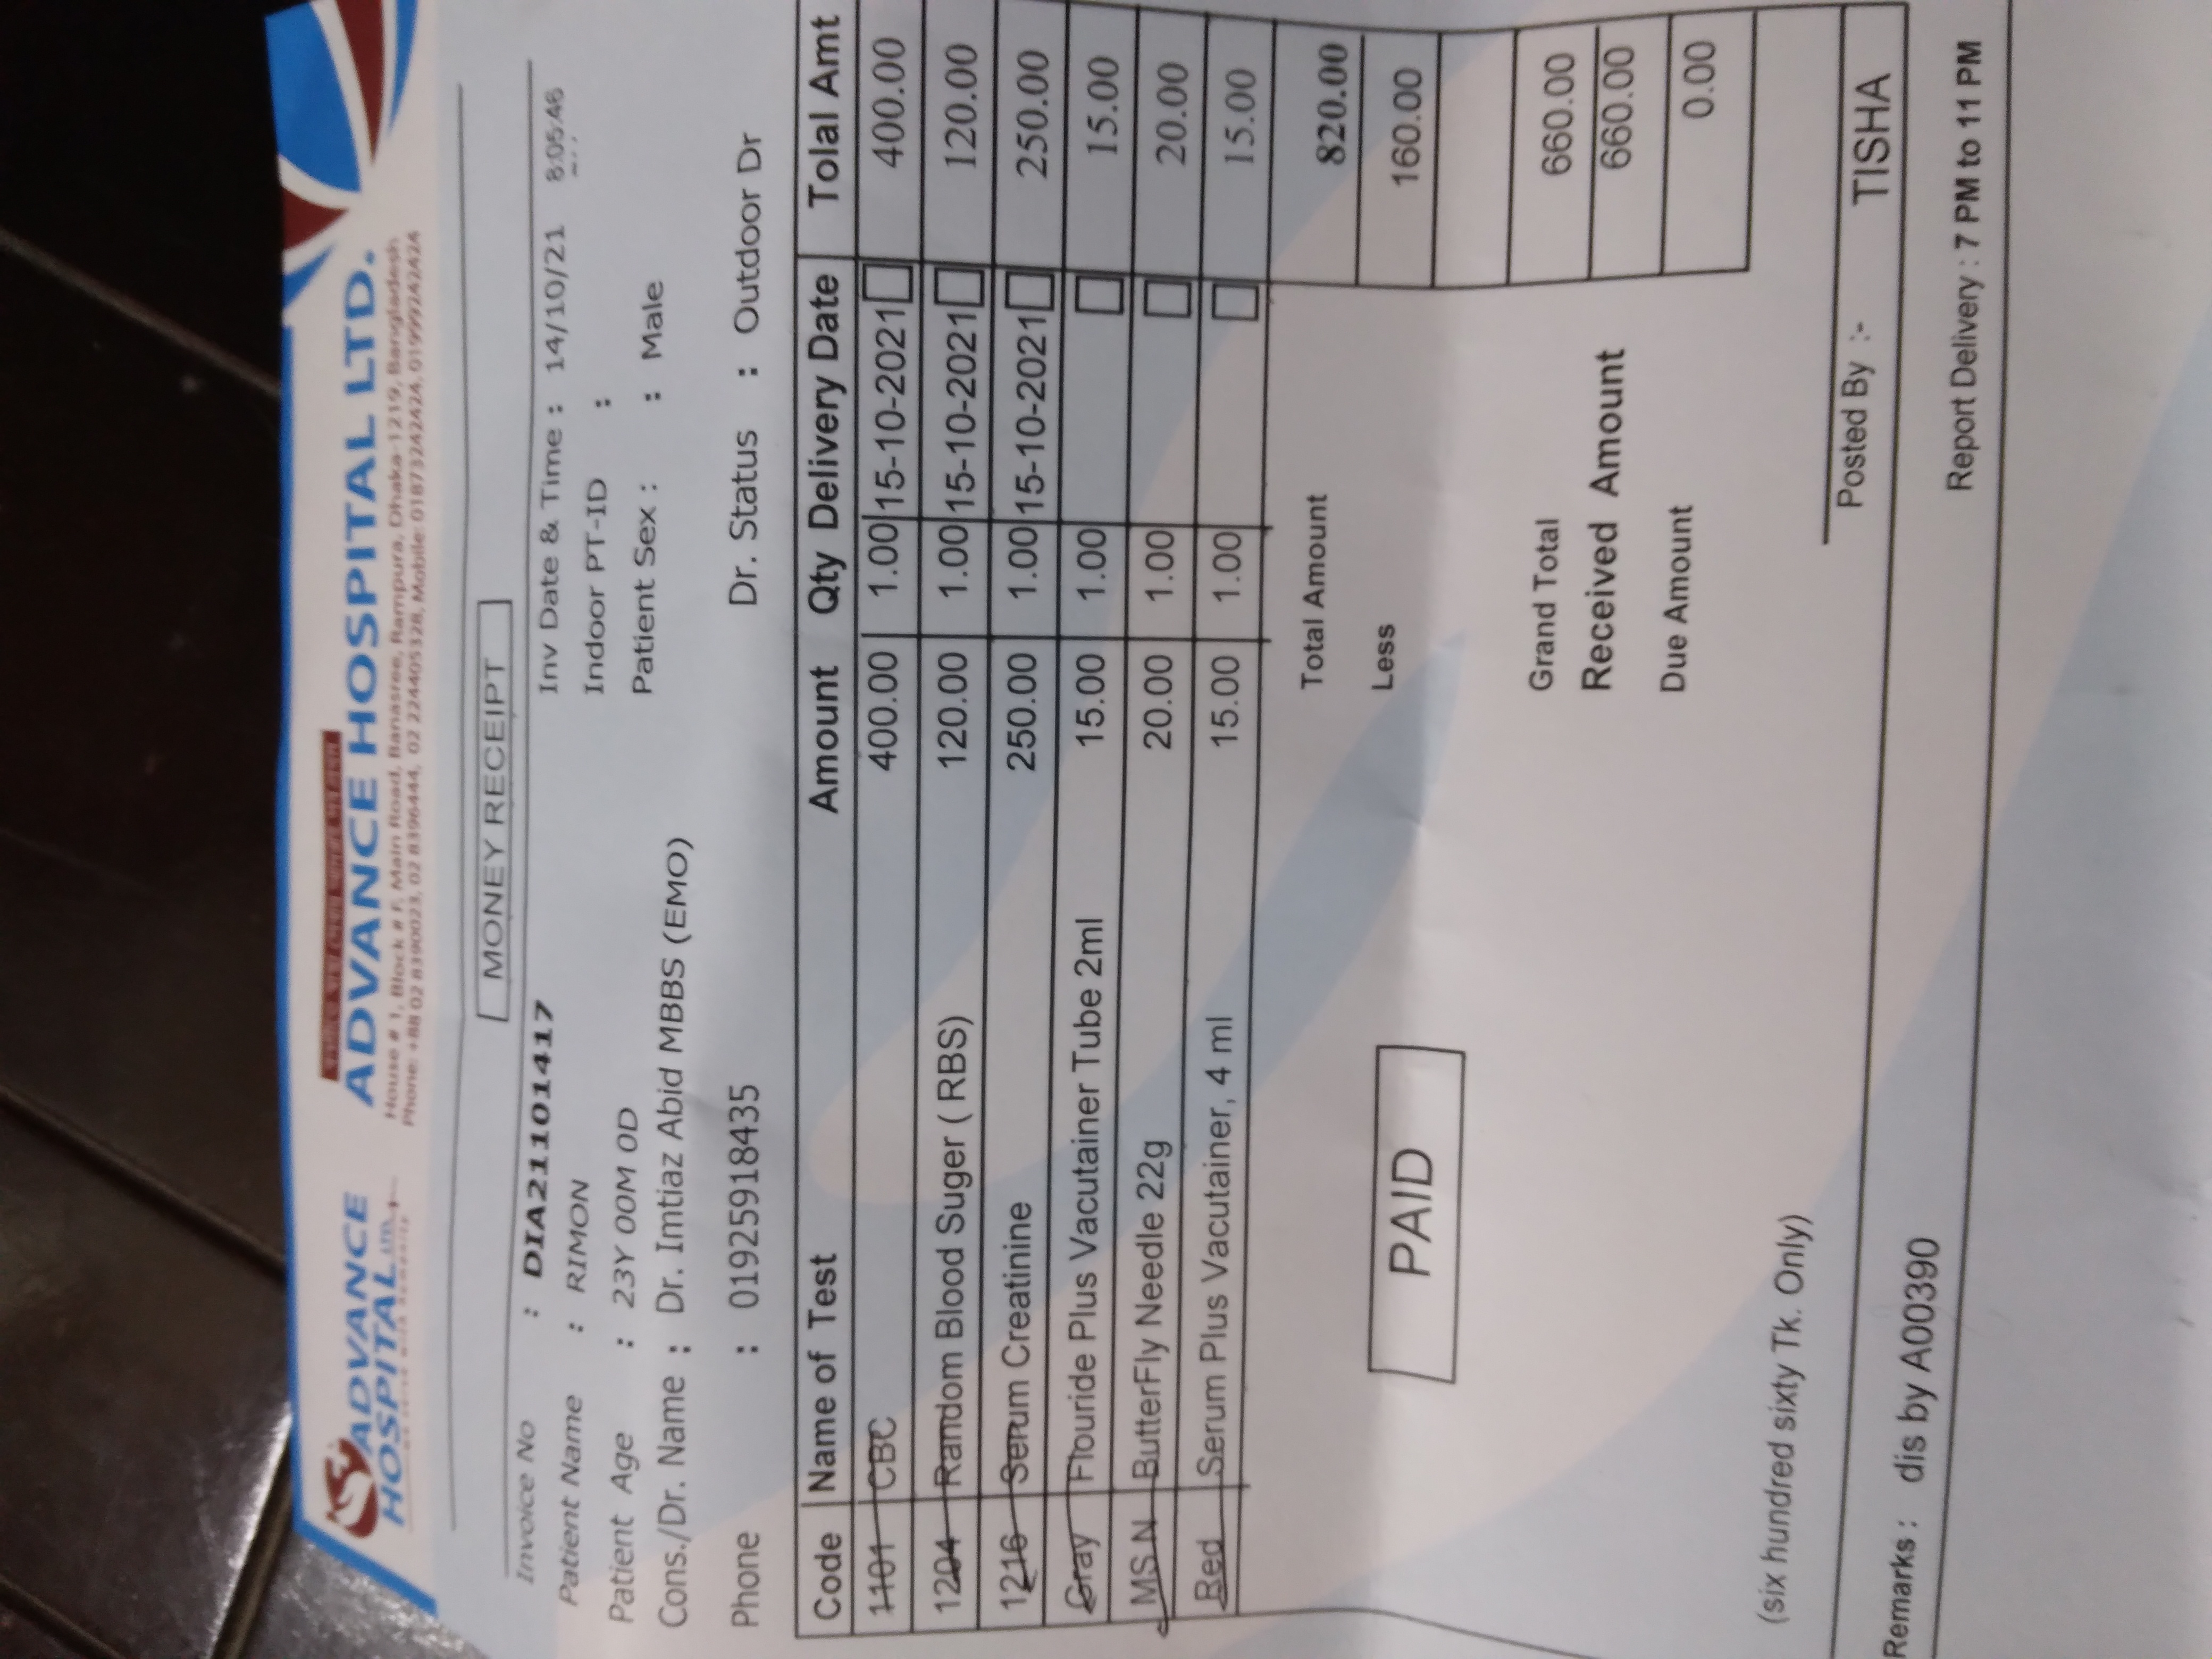 ADVANCE HOSPITAL LTD.
ADVANCE HOSPITAL LTD.
House # 1, Block # F, Main Road, Banasree, Rampura, Dhaka-1219, Bangladesh
Phone: +88 02 8390023, 02 8396444, 02 224405328, Mobile: 01873242424, 01999242424
MONEY RECEIPT
Invoice No : DIA21101417 Inv Date & Time : 14/10/21 8:05:46
Patient Name : RIMON Indoor PT-ID :
Patient Age : 23Y 00M 0D Patient Sex : : Male
Cons./Dr. Name : Dr. Imtiaz Abid MBBS (EMO)
Phone : 01925918435 Dr. Status : Outdoor Dr
Code Name of Test Amount Qty Delivery Date Tolal Amt
1101 CBC 400.00 1.00 15-10-2021 400.00
1204 Random Blood Suger ( RBS) 120.00 1.00 15-10-2021 120.00
1216 Serum Creatinine 250.00 1.00 15-10-2021 250.00
Gray Flouride Plus Vacutainer Tube 2ml 15.00 1.00 15.00
MS.N ButterFly Needle 22g 20.00 1.00 20.00
Red Serum Plus Vacutainer, 4 ml 15.00 1.00 15.00
Total Amount 820.00
PAID Less 160.00
Grand Total 660.00
Received Amount 660.00
Due Amount 0.00
(six hundred sixty Tk. Only)
Posted By :- TISHA
Remarks : dis by A00390
Report Delivery : 7 PM to 11 PM